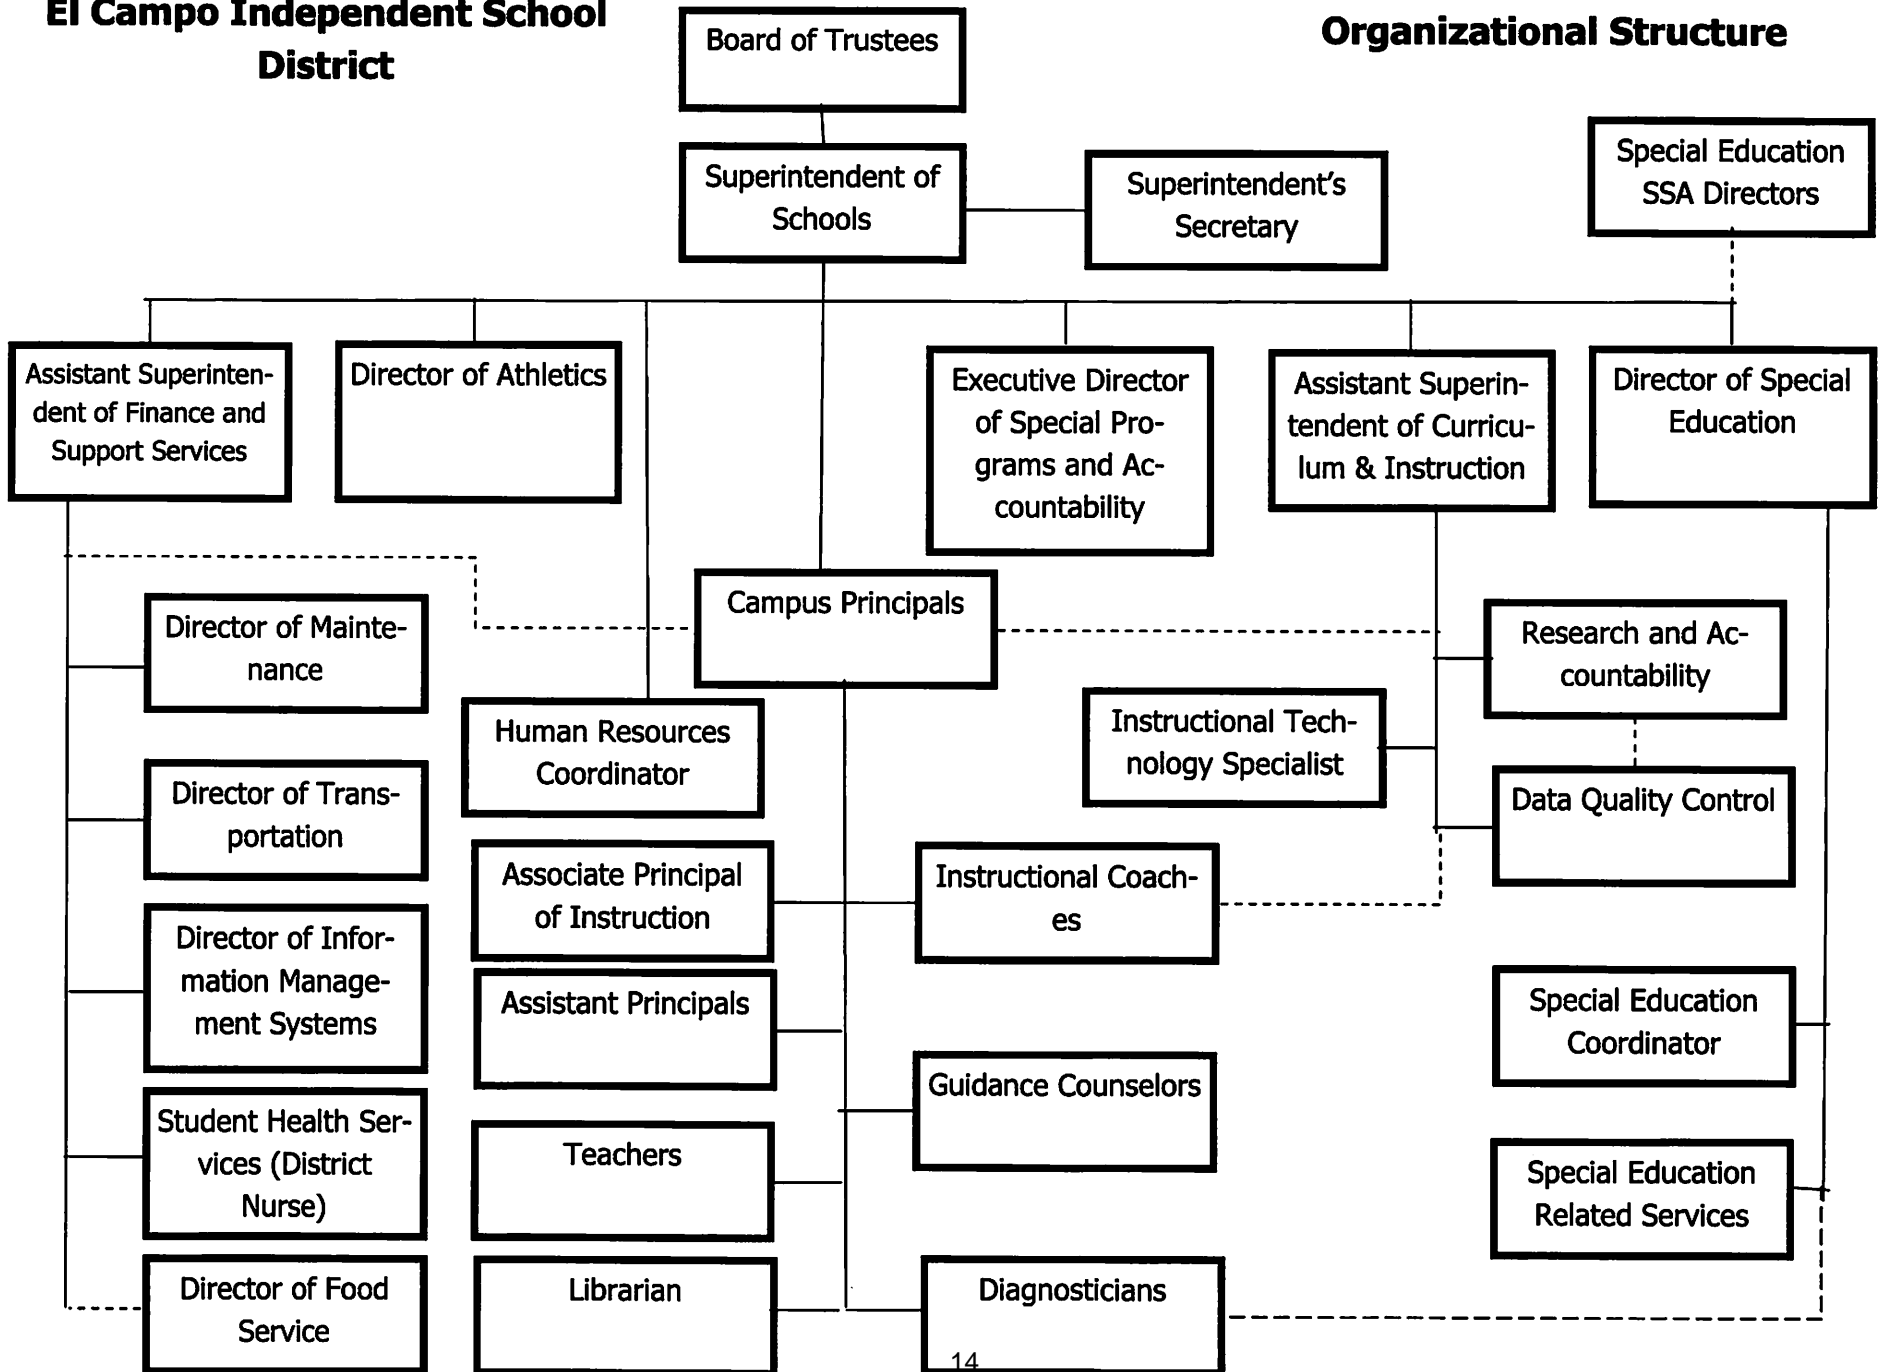 El Campo Independent School
District
Organizational Structure
Board of Trustees
Superintendent of
Schools
Superintendent's
Secretary
Special Education
SSA Directors
Assistant Superinten-
dent of Finance and
Support Services
Director of Athletics
Executive Director
of Special Pro-
grams and Ac-
countability
Assistant Superin-
tendent of Curricu-
lum & Instruction
Director of Special
Education
Campus Principals
Director of Mainte-
nance
Research and Ac-
countability
Human Resources
Coordinator
Instructional Tech-
nology Specialist
Director of Trans-
portation
Data Quality Control
Associate Principal
of Instruction
Instructional Coach-
es
Director of Infor-
mation Manage-
ment Systems
Assistant Principals
Special Education
Coordinator
Guidance Counselors
Student Health Ser-
vices (District
Nurse)
Teachers
Special Education
Related Services
Director of Food
Service
Librarian
Diagnosticians
14